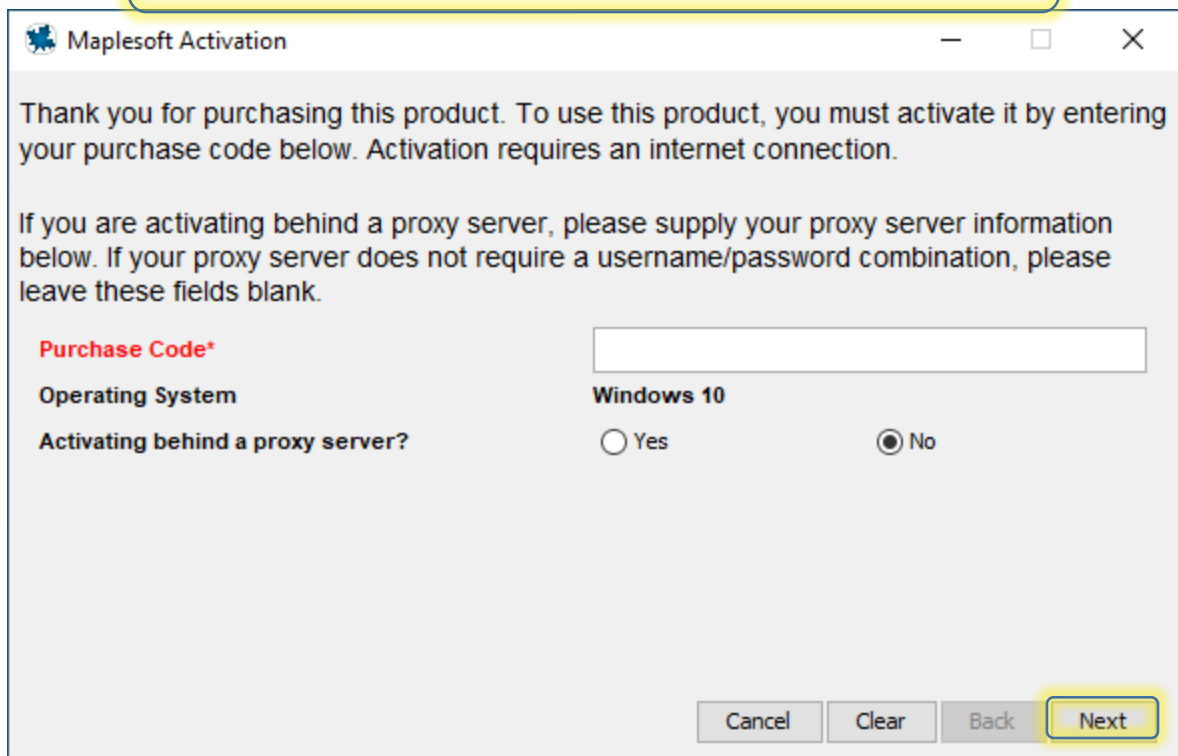 Maplesoft Activation
Thank you for purchasing this product. To use this product, you must activate it by entering
your purchase code below. Activation requires an internet connection.
If you are activating behind a proxy server, please supply your proxy server information
below. If your proxy server does not require a username/password combination, please
leave these fields blank.
Purchase Code*
Operating System Windows 10
Activating behind a proxy server? Yes No
Cancel Clear Back Next